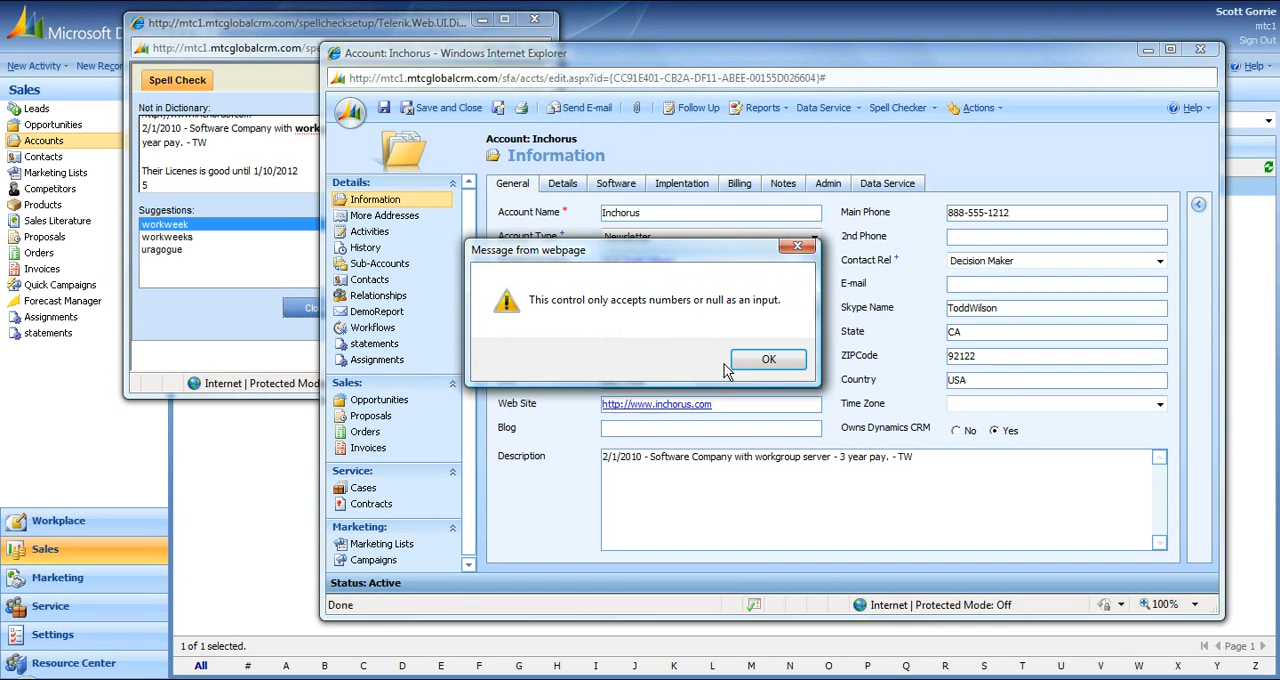 Scott Gorrie
mtc1
Sign Out
Microsoft D
New Activity
New Recor
Help
Sales
Leads
Opportunities
Accounts
Contacts
Marketing Lists
Competitors
Products
Sales Literature
Proposals
Orders
Invoices
Quick Campaigns
Forecast Manager
Assignments
statements
Workplace
Sales
Marketing
Service
Settings
Resource Center
http://mtc1.mtcglobalcrm.com/spellchecksetup/Telerik.Web.UI.Di...
http://mtc1.mtcglobalcrm.com/spe
Spell Check
Not in Dictionary:
2/1/2010 - Software Company with work
year pay. - TW
Their Licenes is good until 1/10/2012
5
Suggestions:
workweek
workweeks
uragogue
Clo
Internet | Protected Mod
Account: Inchorus - Windows Internet Explorer
http://mtc1.mtcglobalcrm.com/sfa/accts/edit.aspx?id={CC91E401-CB2A-DF11-ABEE-00155D026604}#
Save and Close
Send E-mail
Follow Up
Reports
Data Service
Spell Checker
Actions
Help
Account: Inchorus
Information
Details:
Information
More Addresses
Activities
History
Sub-Accounts
Contacts
Relationships
DemoReport
Workflows
statements
Assignments
Sales:
Opportunities
Proposals
Orders
Invoices
Service:
Cases
Contracts
Marketing:
Marketing Lists
Campaigns
General Details Software Implentation Billing Notes Admin Data Service
Account Name * Inchorus
Main Phone 888-555-1212
Account Type + Newsletter
2nd Phone
Contact Rel + Decision Maker
E-mail
Skype Name ToddWilson
State CA
ZIPCode 92122
Country USA
Web Site http://www.inchorus.com
Time Zone
Blog
Owns Dynamics CRM No Yes
Description 2/1/2010 - Software Company with workgroup server - 3 year pay. - TW
Message from webpage
This control only accepts numbers or null as an input.
OK
Status: Active
Done
Internet | Protected Mode: Off
100%
1 of 1 selected.
Page 1
All # A B C D E F G H I J K L M N O P Q R S T U V W X Y Z